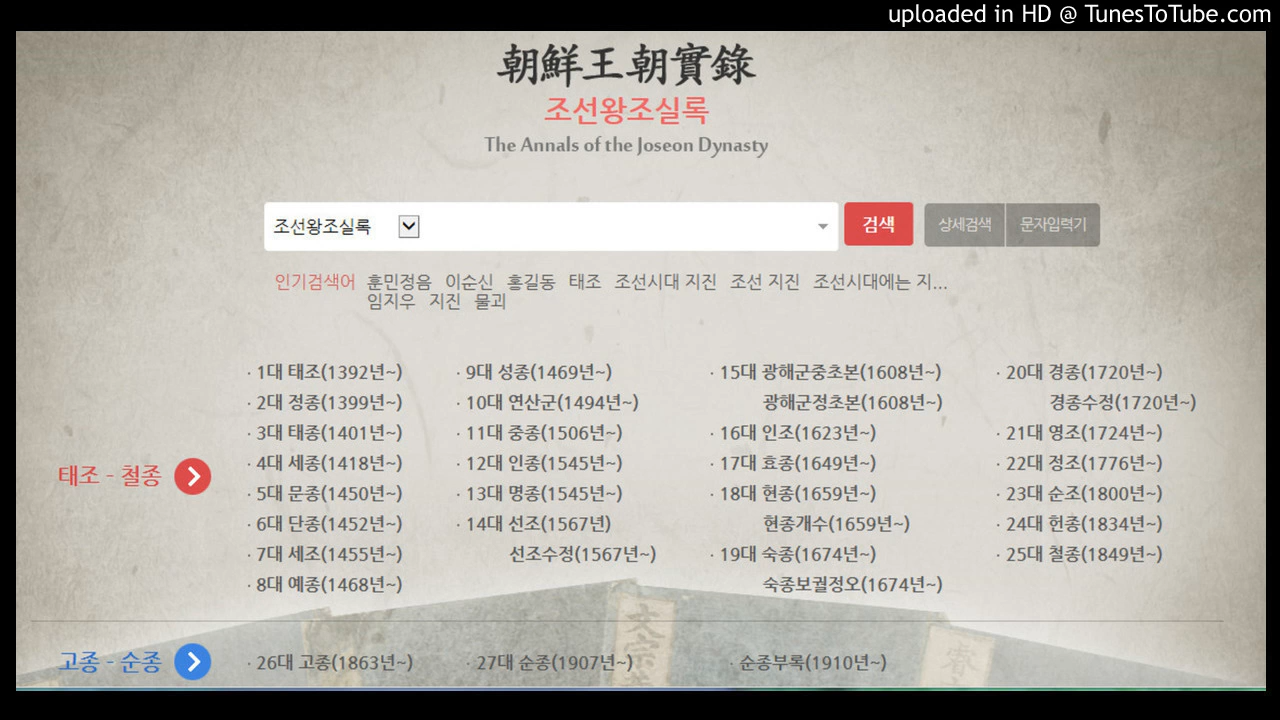 uploaded in HD @ TunesToTube.com
朝鮮王朝實錄
조선왕조실록
The Annals of the Joseon Dynasty
조선왕조실록 검색 상세검색 문자입력기
인기검색어 훈민정음 이순신 홍길동 태조 조선시대 지진 조선 지진 조선시대에는 지...
임지우 지진 물괴
태조 - 철종
· 1대 태조(1392년~)
· 2대 정종(1399년~)
· 3대 태종(1401년~)
· 4대 세종(1418년~)
· 5대 문종(1450년~)
· 6대 단종(1452년~)
· 7대 세조(1455년~)
· 8대 예종(1468년~)
· 9대 성종(1469년~)
· 10대 연산군(1494년~)
· 11대 중종(1506년~)
· 12대 인종(1545년~)
· 13대 명종(1545년~)
· 14대 선조(1567년)
선조수정(1567년~)
· 15대 광해군중초본(1608년~)
광해군정초본(1608년~)
· 16대 인조(1623년~)
· 17대 효종(1649년~)
· 18대 현종(1659년~)
현종개수(1659년~)
· 19대 숙종(1674년~)
숙종보궐정오(1674년~)
· 20대 경종(1720년~)
경종수정(1720년~)
· 21대 영조(1724년~)
· 22대 정조(1776년~)
· 23대 순조(1800년~)
· 24대 헌종(1834년~)
· 25대 철종(1849년~)
고종 - 순종
· 26대 고종(1863년~)
· 27대 순종(1907년~)
· 순종부록(1910년~)